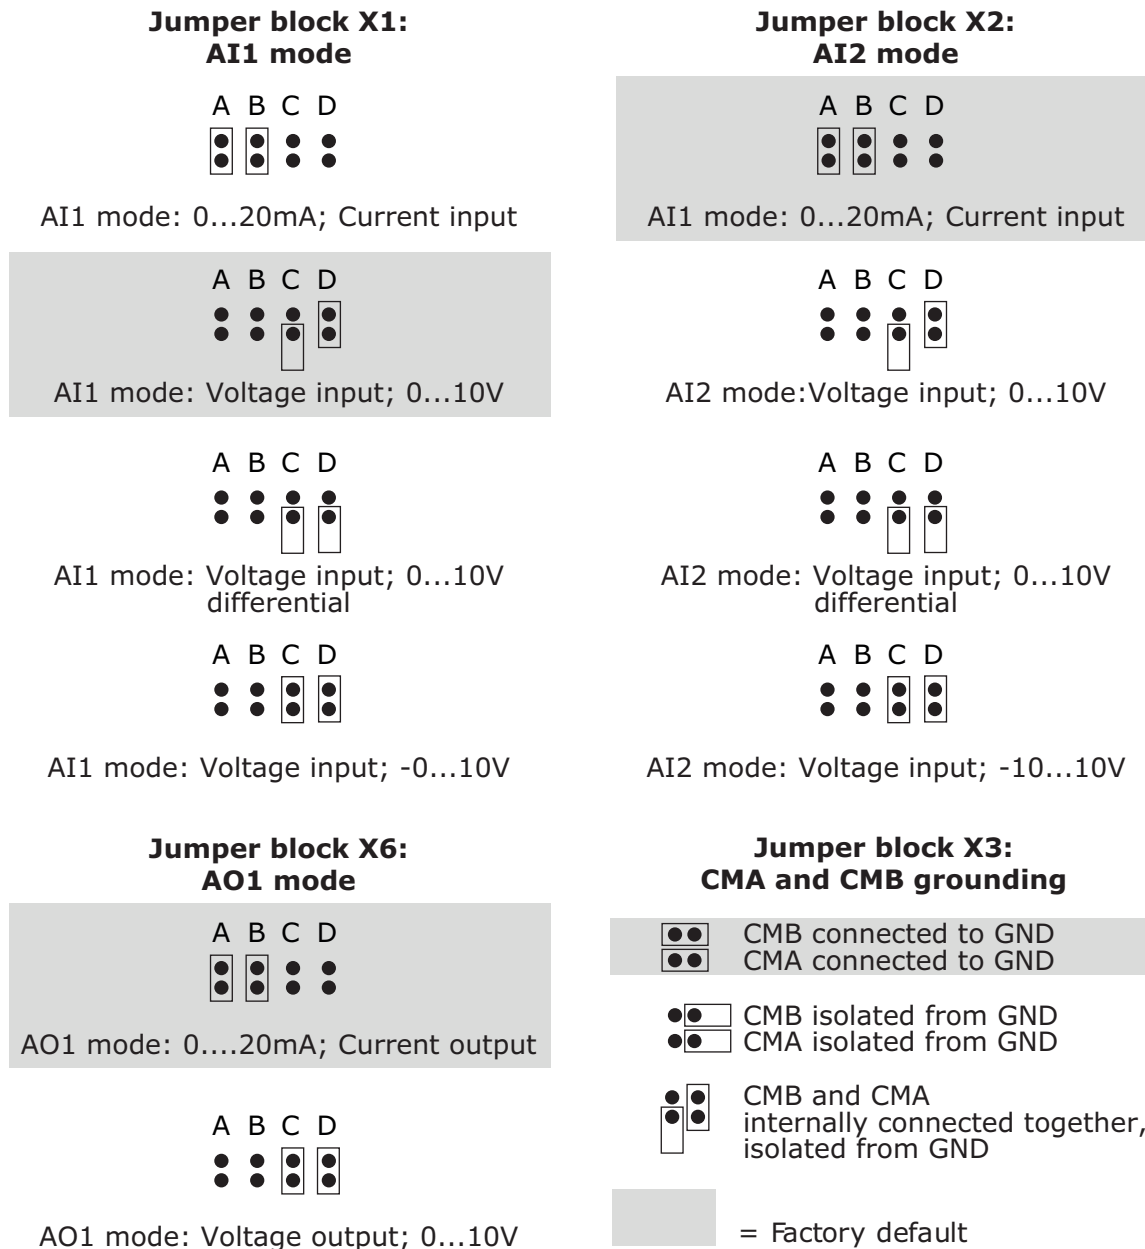 Jumper block X1:
AI1 mode
A B C D
AI1 mode: 0...20mA; Current input
A B C D
AI1 mode: Voltage input; 0...10V
A B C D
AI1 mode: Voltage input; 0...10V
differential
A B C D
AI1 mode: Voltage input; -0...10V
Jumper block X2:
AI2 mode
A B C D
AI1 mode: 0...20mA; Current input
A B C D
AI2 mode:Voltage input; 0...10V
A B C D
AI2 mode: Voltage input; 0...10V
differential
A B C D
AI2 mode: Voltage input; -10...10V
Jumper block X6:
AO1 mode
A B C D
AO1 mode: 0....20mA; Current output
A B C D
AO1 mode: Voltage output; 0...10V
Jumper block X3:
CMA and CMB grounding
CMB connected to GND
CMA connected to GND
CMB isolated from GND
CMA isolated from GND
CMB and CMA
internally connected together,
isolated from GND
= Factory default